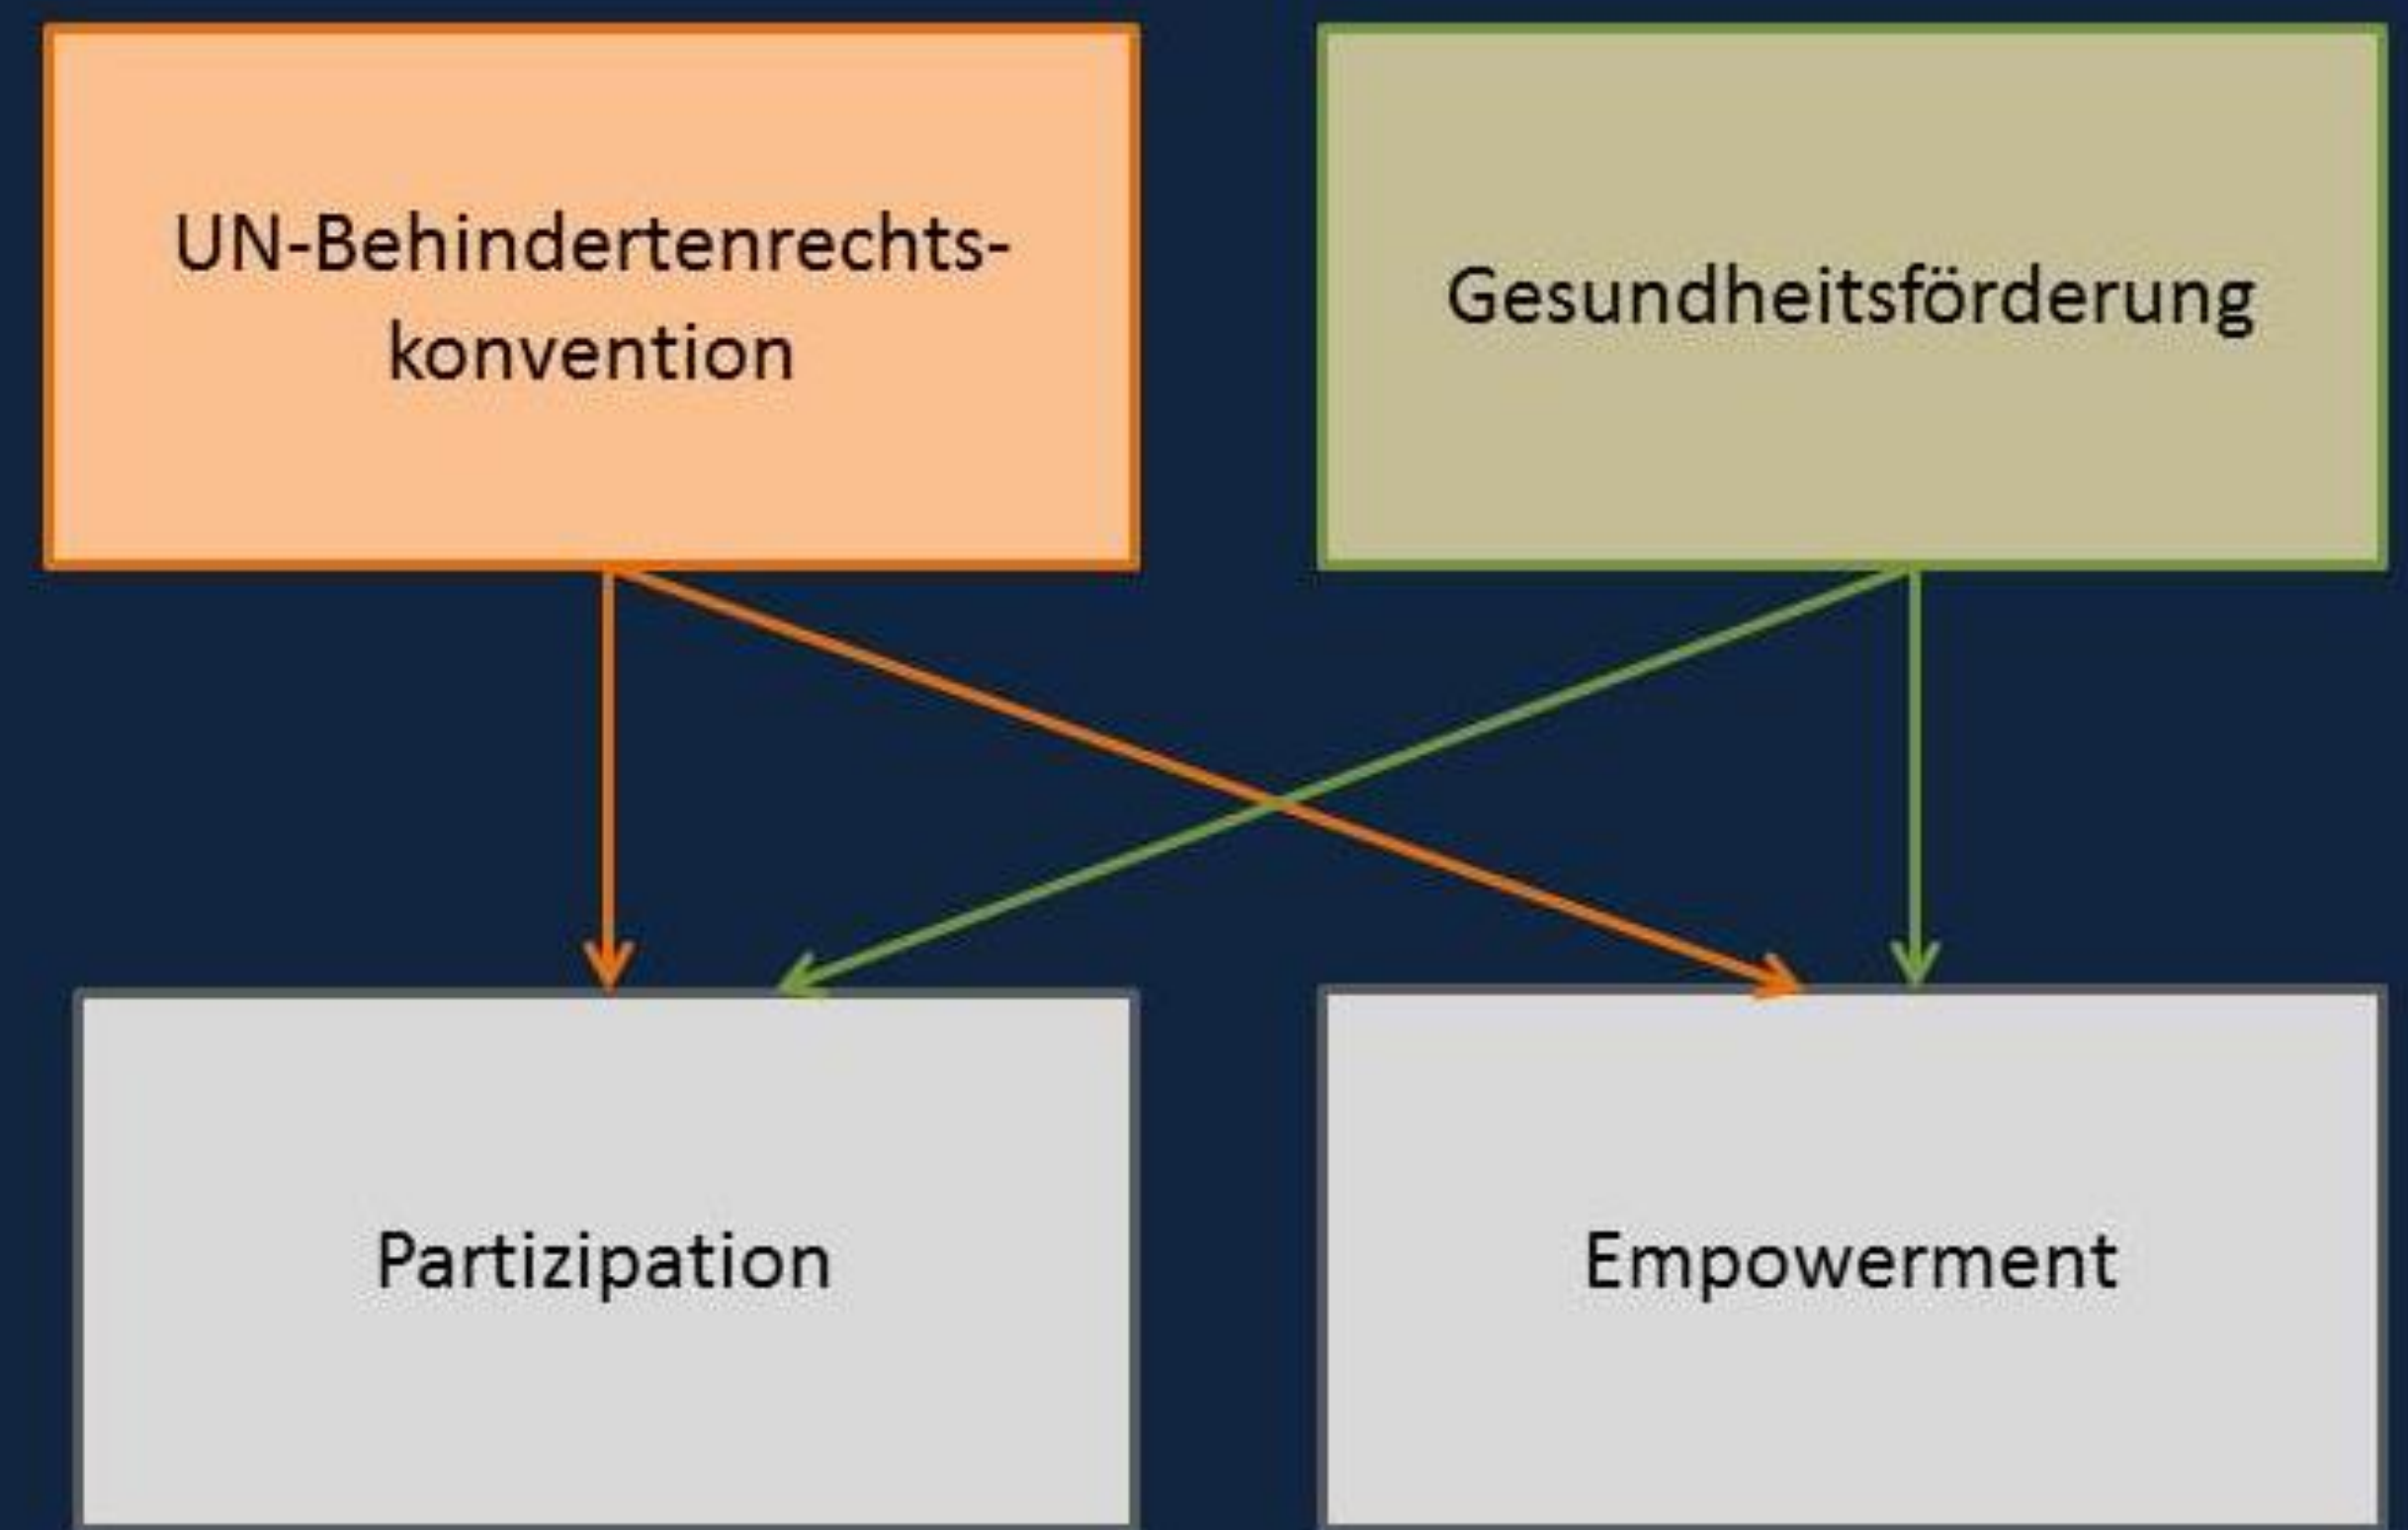 UN-Behindertenrechts-
konvention
Gesundheitsförderung
Partizipation
Empowerment